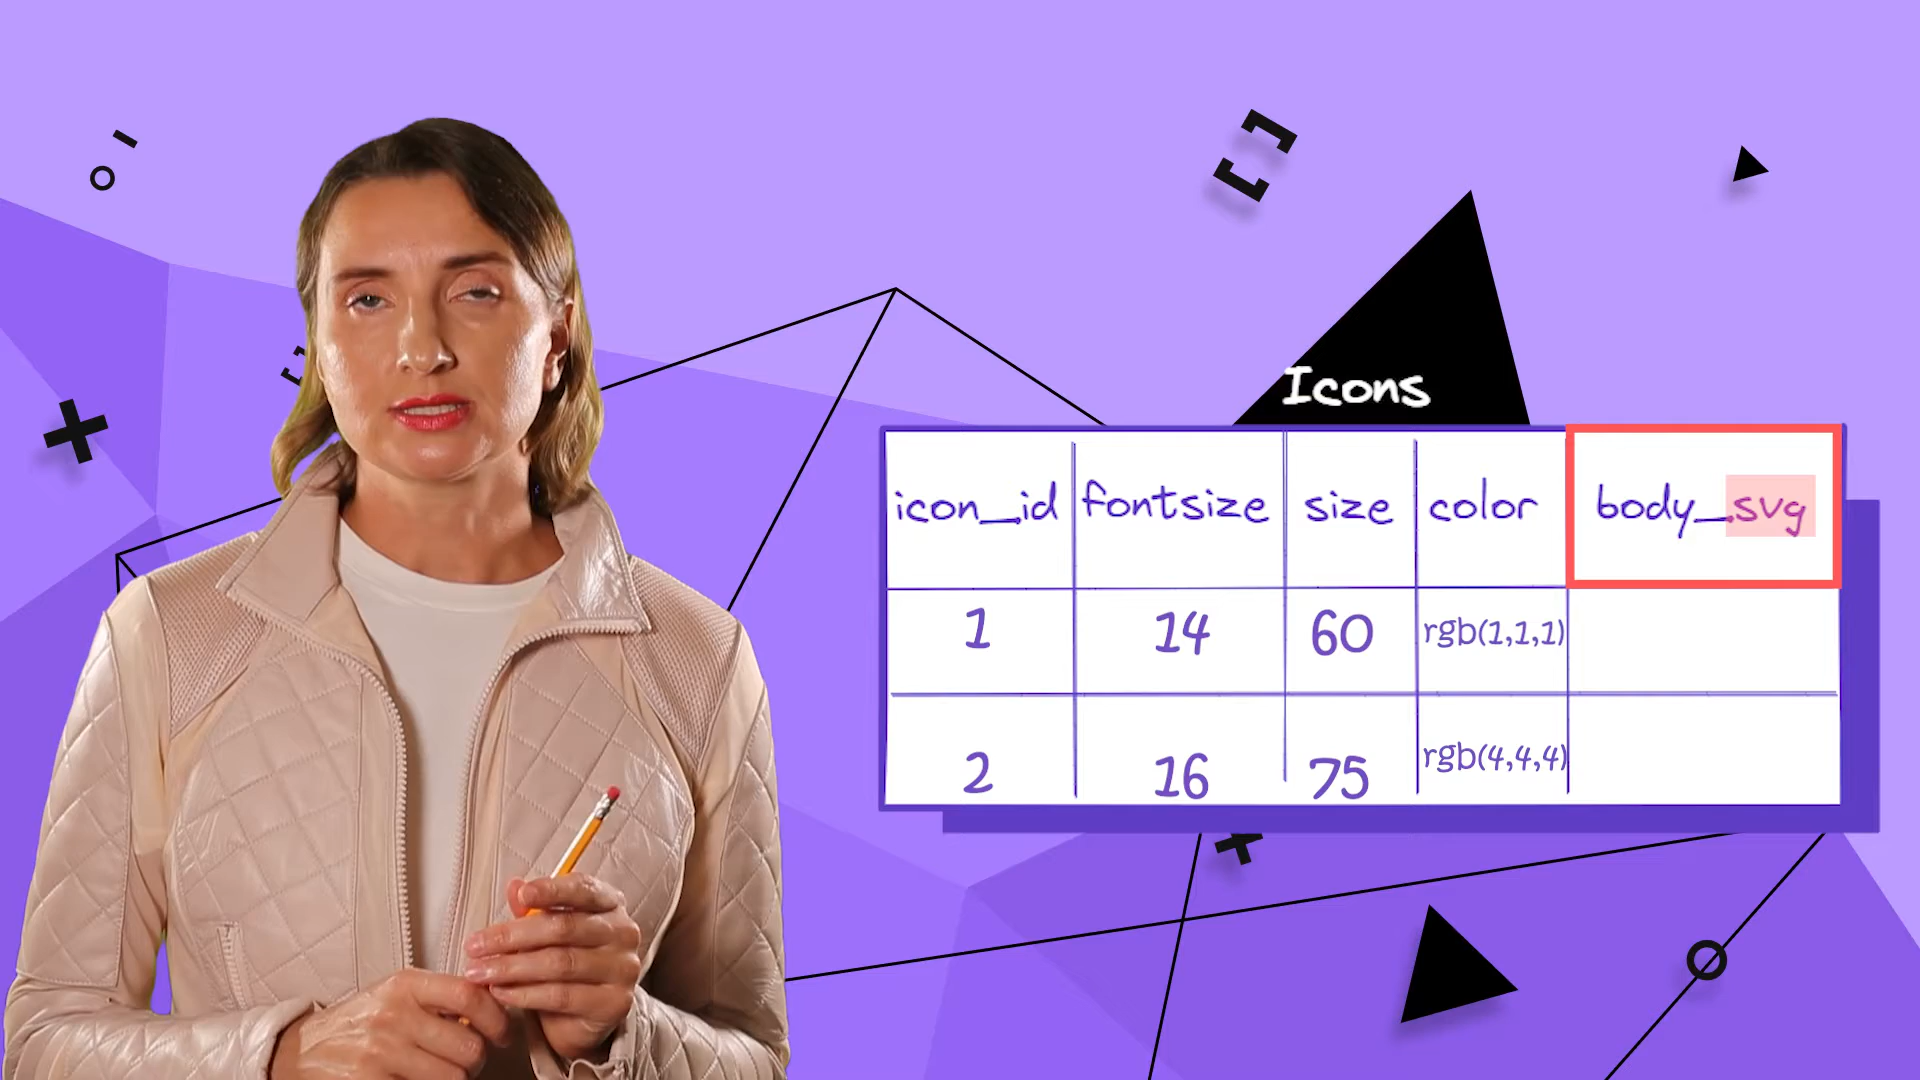 Icons
icon_id fontsize size color body_svg
1 14 60 rgb(1,1,1)
2 16 75 rgb(4,4,4)